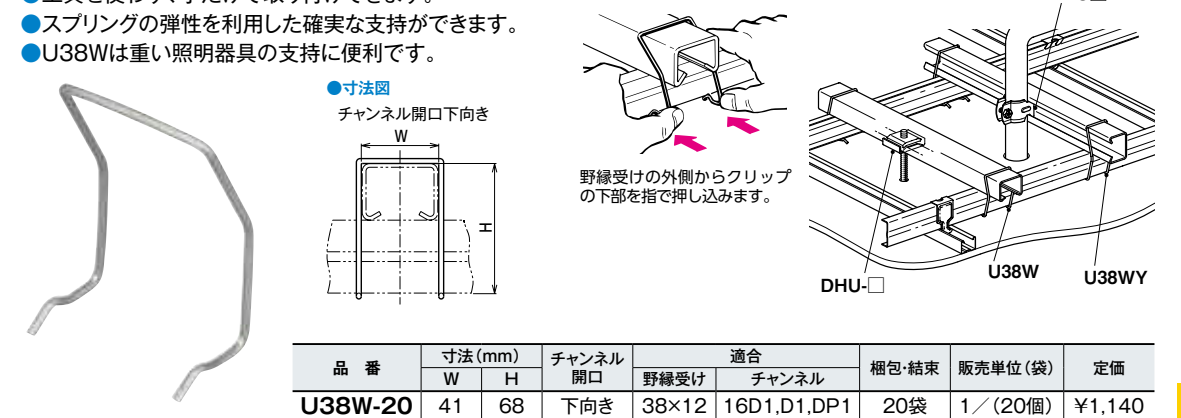 ●スプリングの弾性を利用した確実な支持ができます。
●U38Wは重い照明器具の支持に便利です。
●寸法図
チャンネル開口下向き
W
H
野縁受けの外側からクリップ
の下部を指で押し込みます。
DHU-□
U38W
U38WY
品 番 寸法(mm) チャンネル開口 適合 梱包・結束 販売単位(袋) 定価
W H 野縁受け チャンネル
U38W-20 41 68 下向き 38×12 16D1,D1,DP1 20袋 1/(20個) ¥1,140